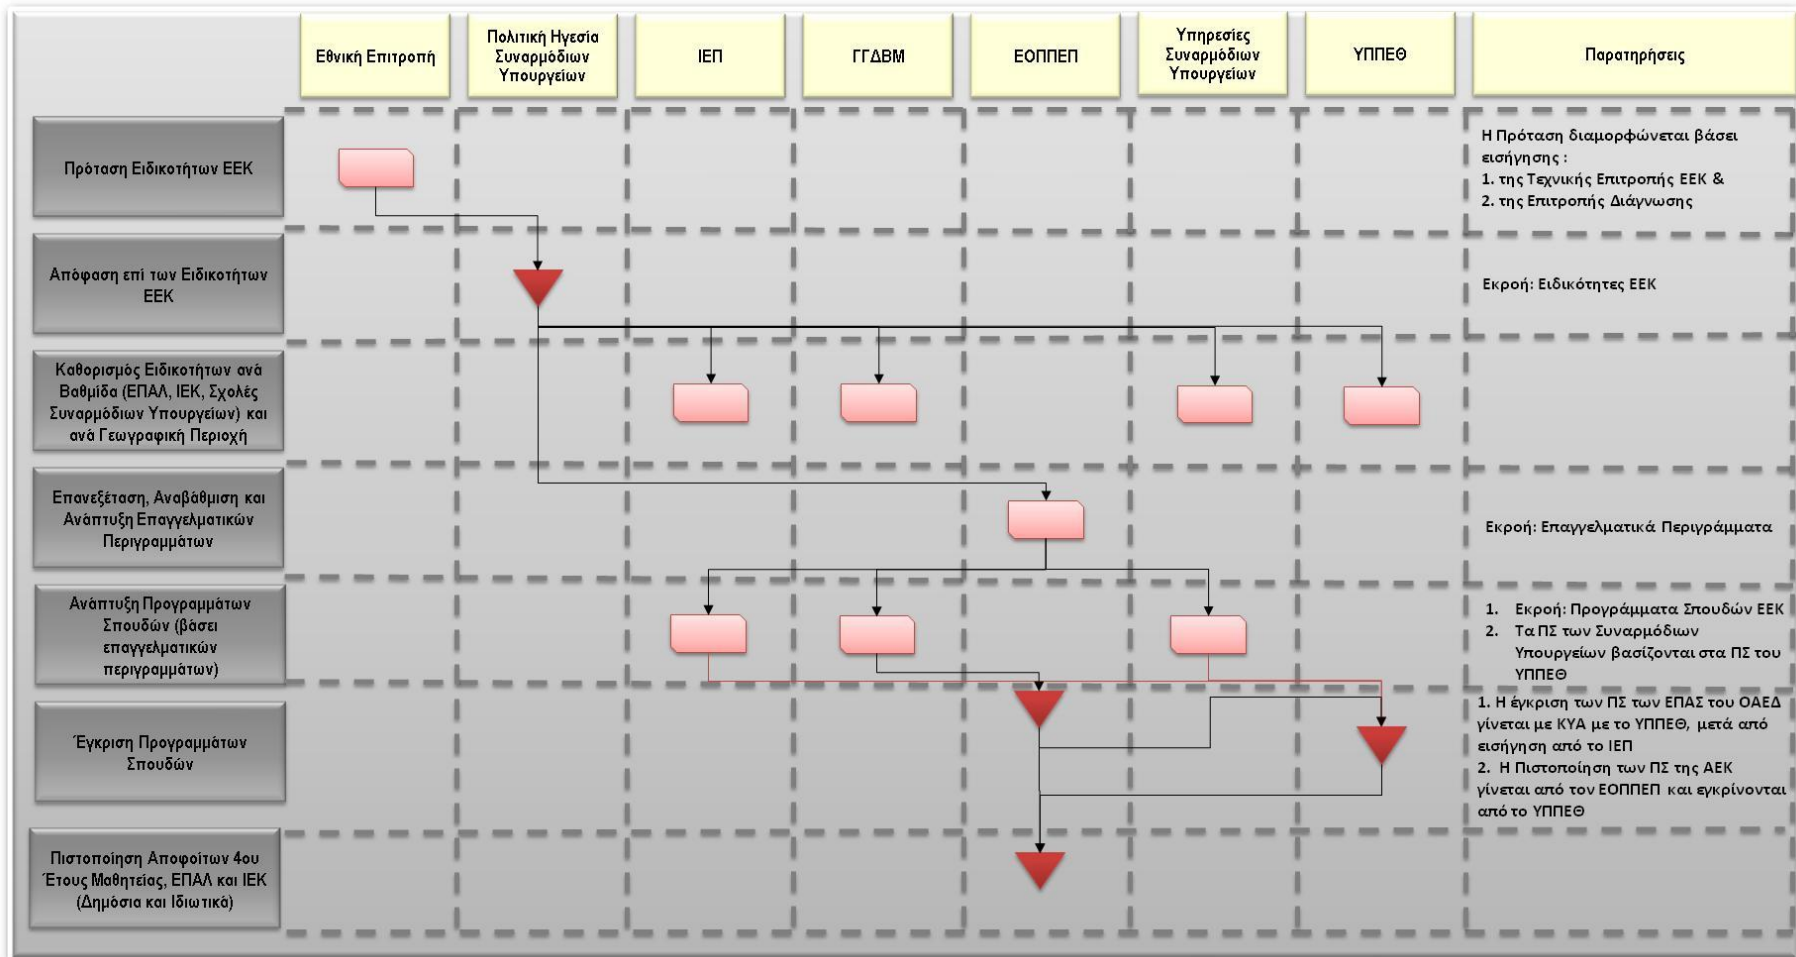 Εθνική Επιτροπή
Πολιτική Ηγεσία
Συναρμόδιων
Υπουργείων
ΙΕΠ
ΓΓΔΒΜ
ΕΟΠΠΕΠ
Υπηρεσίες
Συναρμόδιων
Υπουργείων
ΥΠΠΕΘ
Παρατηρήσεις
Πρόταση Ειδικοτήτων ΕΕΚ
Η Πρόταση διαμορφώνεται βάσει
εισήγησης :
1. της Τεχνικής Επιτροπής ΕΕΚ &
2. της Επιτροπής Διάγνωσης
Απόφαση επί των Ειδικοτήτων
ΕΕΚ
Εκροή: Ειδικότητες ΕΕΚ
Καθορισμός Ειδικοτήτων ανά
Βαθμίδα (ΕΠΑΛ, ΙΕΚ, Σχολές
Συναρμόδιων Υπουργείων) και
ανά Γεωγραφική Περιοχή
Επανεξέταση, Αναβάθμιση και
Ανάπτυξη Επαγγελματικών
Περιγραμμάτων
Εκροή: Επαγγελματικά Περιγράμματα
Ανάπτυξη Προγραμμάτων
Σπουδών (βάσει
επαγγελματικών
περιγραμμάτων)
1. Εκροή: Προγράμματα Σπουδών ΕΕΚ
2. Τα ΠΣ των Συναρμόδιων
Υπουργείων βασίζονται στα ΠΣ του
ΥΠΠΕΘ
Έγκριση Προγραμμάτων
Σπουδών
1. Η έγκριση των ΠΣ των ΕΠΑΣ του ΟΑΕΔ
γίνεται με ΚΥΑ με το ΥΠΠΕΘ, μετά από
εισήγηση από το ΙΕΠ
2. Η Πιστοποίηση των ΠΣ της ΑΕΚ
γίνεται από τον ΕΟΠΠΕΠ και εγκρίνονται
από το ΥΠΠΕΘ
Πιστοποίηση Αποφοίτων 4ου
Έτους Μαθητείας, ΕΠΑΛ και ΙΕΚ
(Δημόσια και Ιδιωτικά)